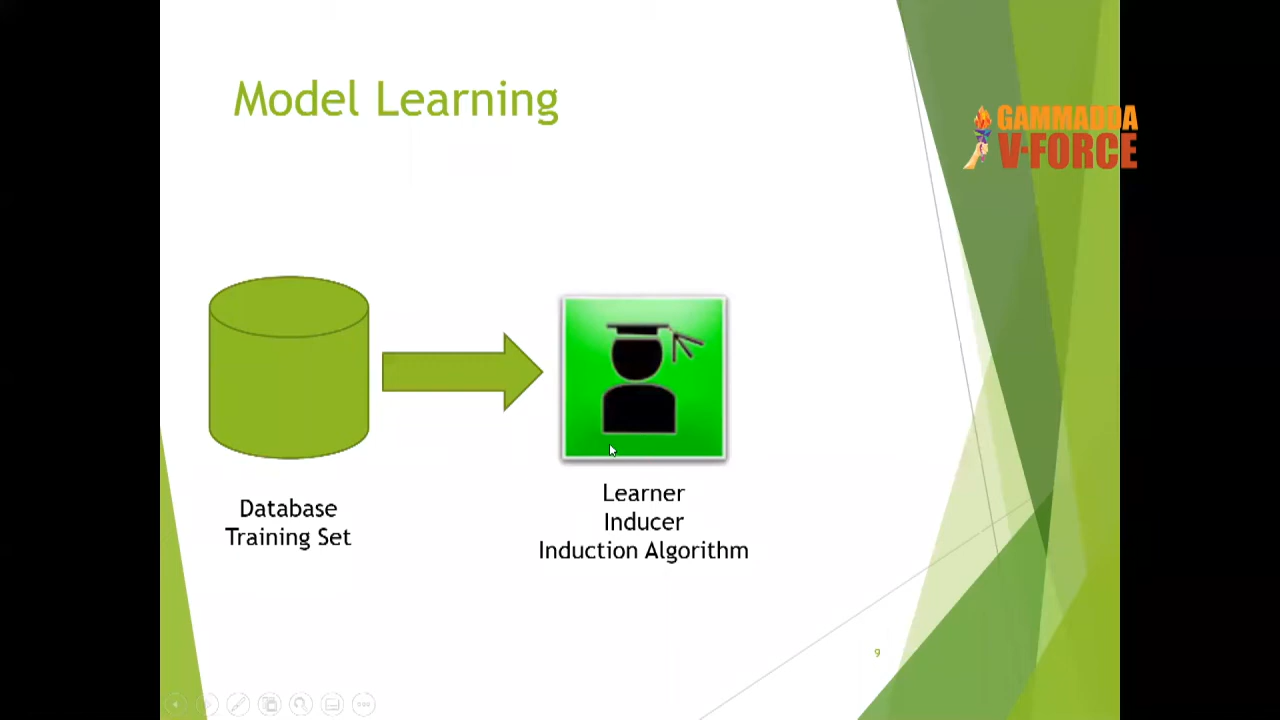 Model Learning
GAMMADDA
V-FORCE
Database
Training Set
Learner
Inducer
Induction Algorithm
9